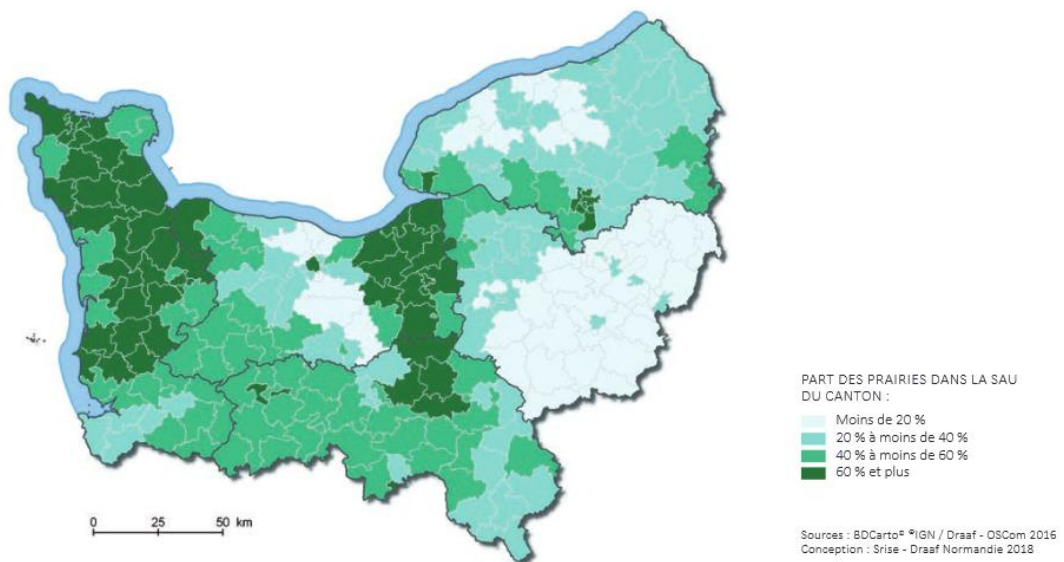 PART DES PRAIRIES DANS LA SAU
DU CANTON :
Moins de 20 %
20 % à moins de 40 %
40 % à moins de 60 %
60 % et plus
0 25 50 km
Sources : BDCarto® ®IGN / Draaf - OSCom 2016
Conception : Srise - Draaf Normandie 2018